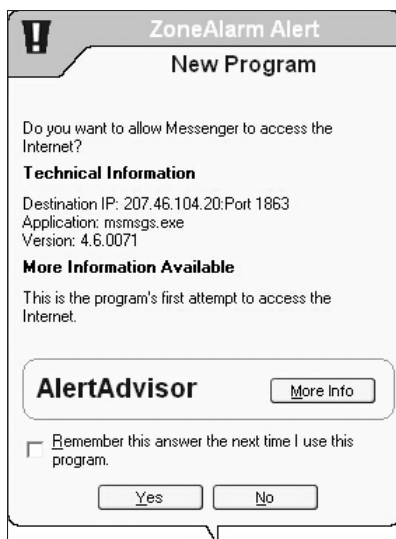 ZoneAlarm Alert
New Program
Do you want to allow Messenger to access the
Internet?
Technical Information
Destination IP: 207.46.104.20:Port 1863
Application: msmsgs.exe
Version: 4.6.0071
More Information Available
This is the program's first attempt to access the
Internet.
AlertAdvisor
More Info
Remember this answer the next time I use this
program.
Yes No